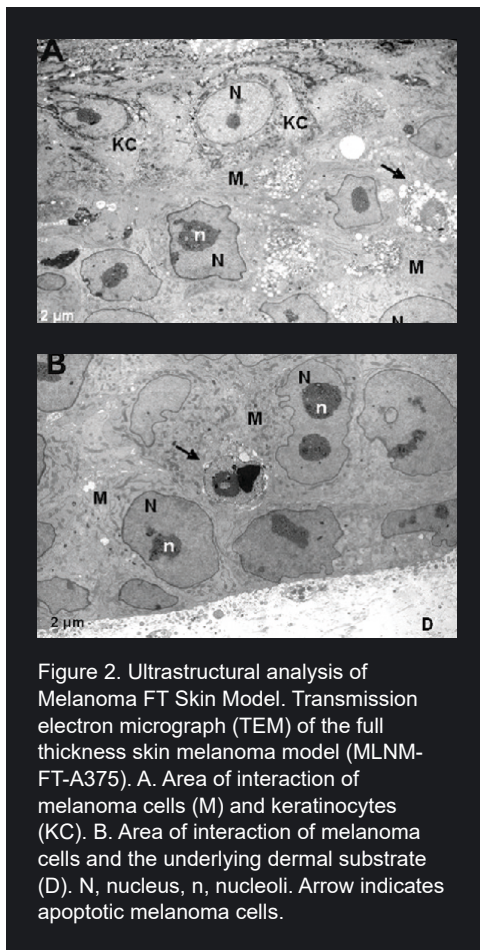 A
N
KC
KC
M
n
N
M
N
2 µm
B
N
n
M
M
N
n
2 µm
D
Figure 2. Ultrastructural analysis of
Melanoma FT Skin Model. Transmission
electron micrograph (TEM) of the full
thickness skin melanoma model (MLNM-
FT-A375). A. Area of interaction of
melanoma cells (M) and keratinocytes
(KC). B. Area of interaction of melanoma
cells and the underlying dermal substrate
(D). N, nucleus, n, nucleoli. Arrow indicates
apoptotic melanoma cells.